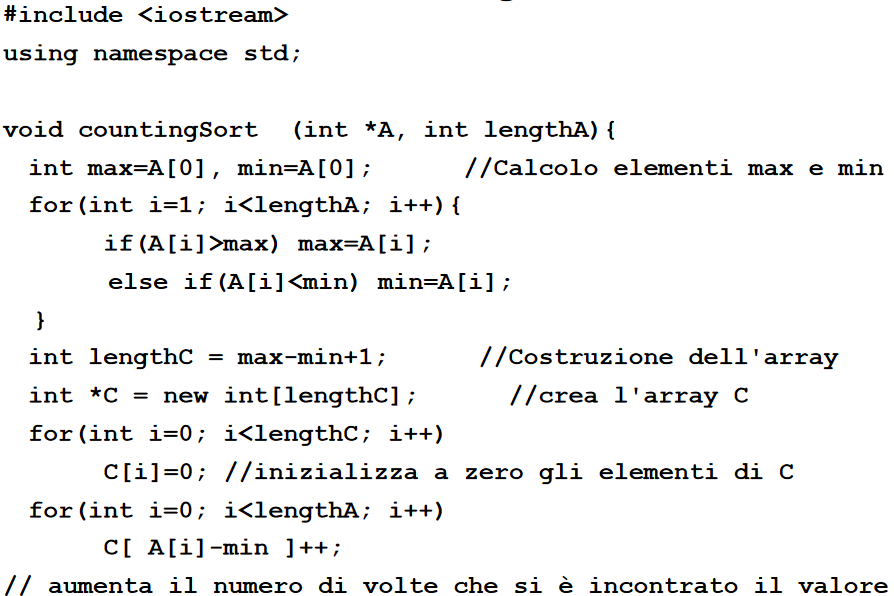 #include <iostream>
using namespace std;
void countingSort (int *A, int lengthA){
int max=A[0], min=A[0]; //Calcolo elementi max e min
for(int i=1; i<lengthA; i++){
if(A[i]>max) max=A[i];
else if(A[i]<min) min=A[i];
}
int lengthC = max-min+1; //Costruzione dell'array
int *C = new int[lengthC]; //crea l'array C
for(int i=0; i<lengthC; i++)
C[i]=0; //inizializza a zero gli elementi di C
for(int i=0; i<lengthA; i++)
C[ A[i]-min ]++;
// aumenta il numero di volte che si è incontrato il valore